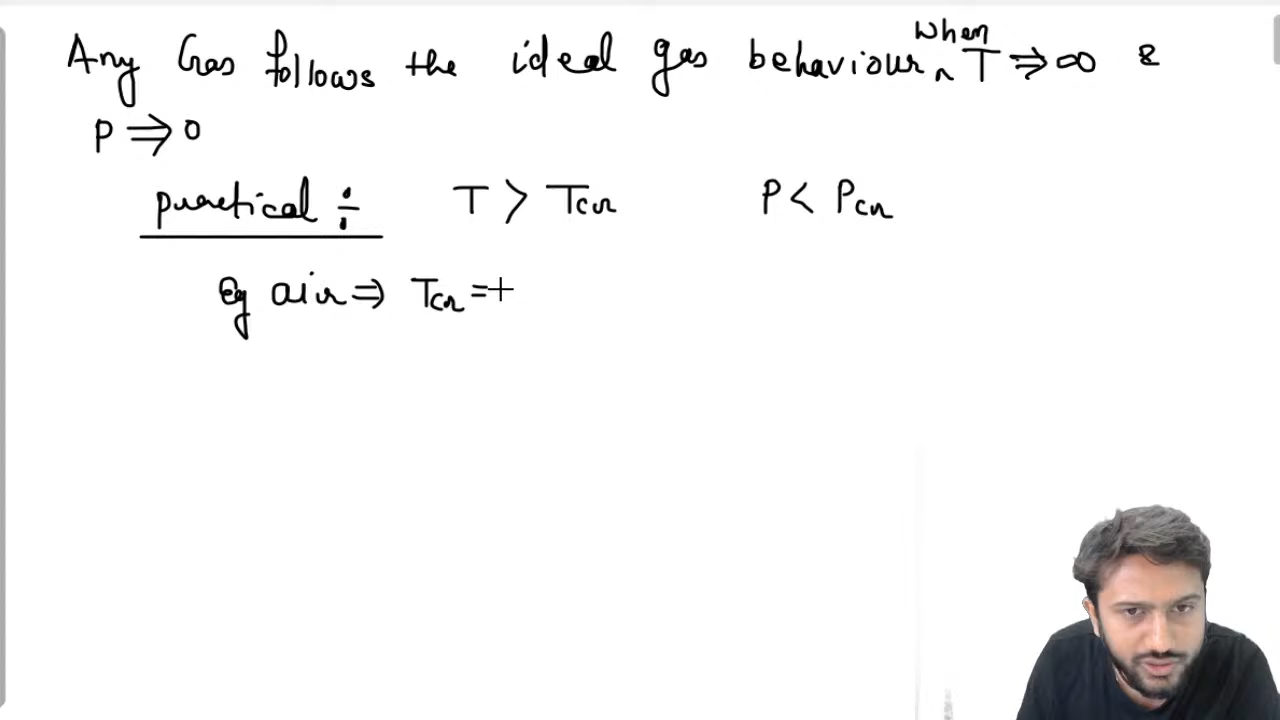 Any Gas follows the ideal gas behaviour ^ when T ⇒ ∞ &
P ⇒ 0
practical ÷ T > Tcr P < Pcr
Eg air ⇒ Tcr =